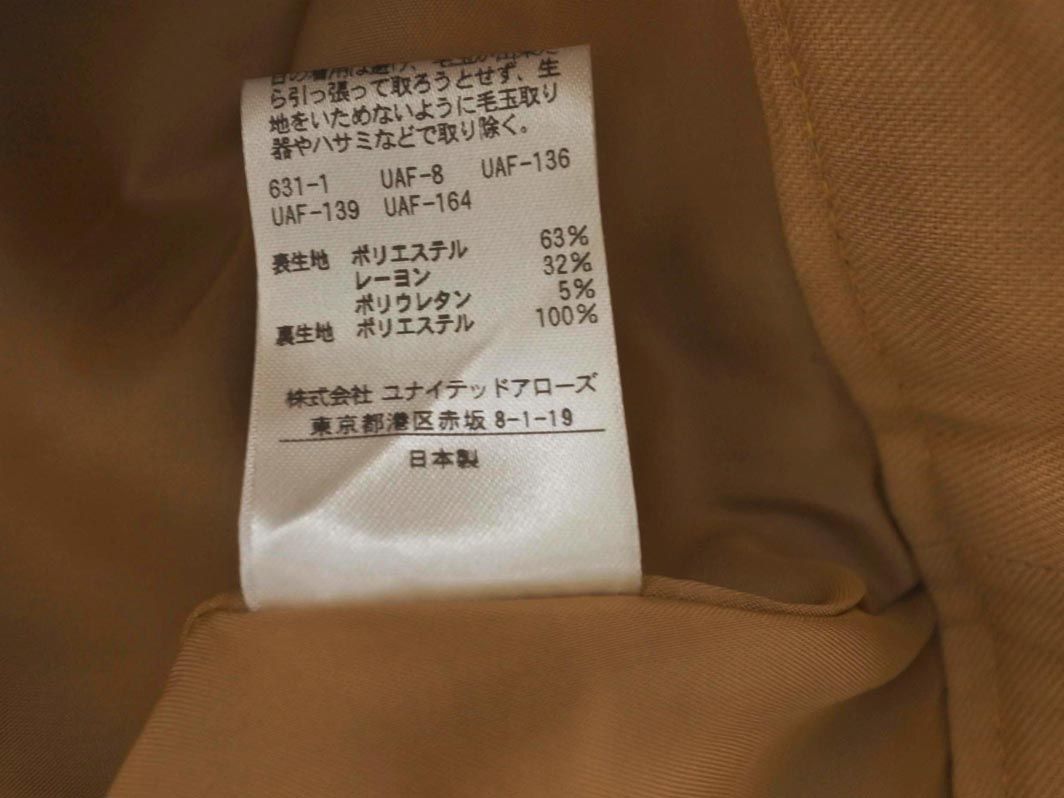 ら引っ張って取ろうとせず、生
地をいためないように毛玉取り
器やハサミなどで取り除く。
631-1 UAF-8 UAF-136
UAF-139 UAF-164
表生地 ポリエステル 63%
レーヨン 32%
ポリウレタン 5%
裏生地 ポリエステル 100%
株式会社 ユナイテッドアローズ
東京都港区赤坂 8-1-19
日本製